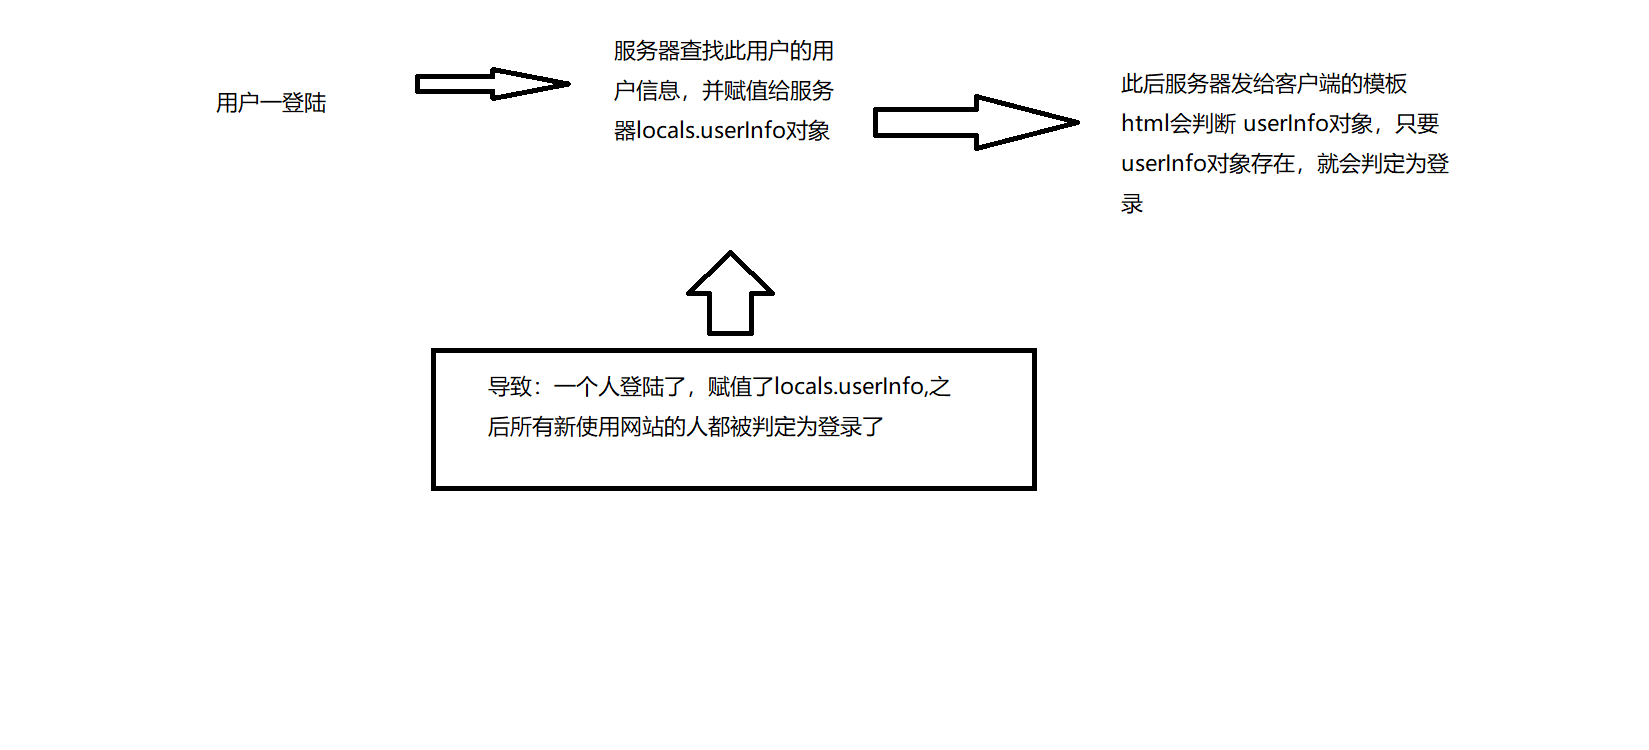 用户一登陆
服务器查找此用户的用
户信息，并赋值给服务
器locals.userInfo对象
此后服务器发给客户端的模板
html会判断 userInfo对象，只要
userInfo对象存在，就会判定为登
录
导致：一个人登陆了，赋值了locals.userInfo,之
后所有新使用网站的人都被判定为登录了